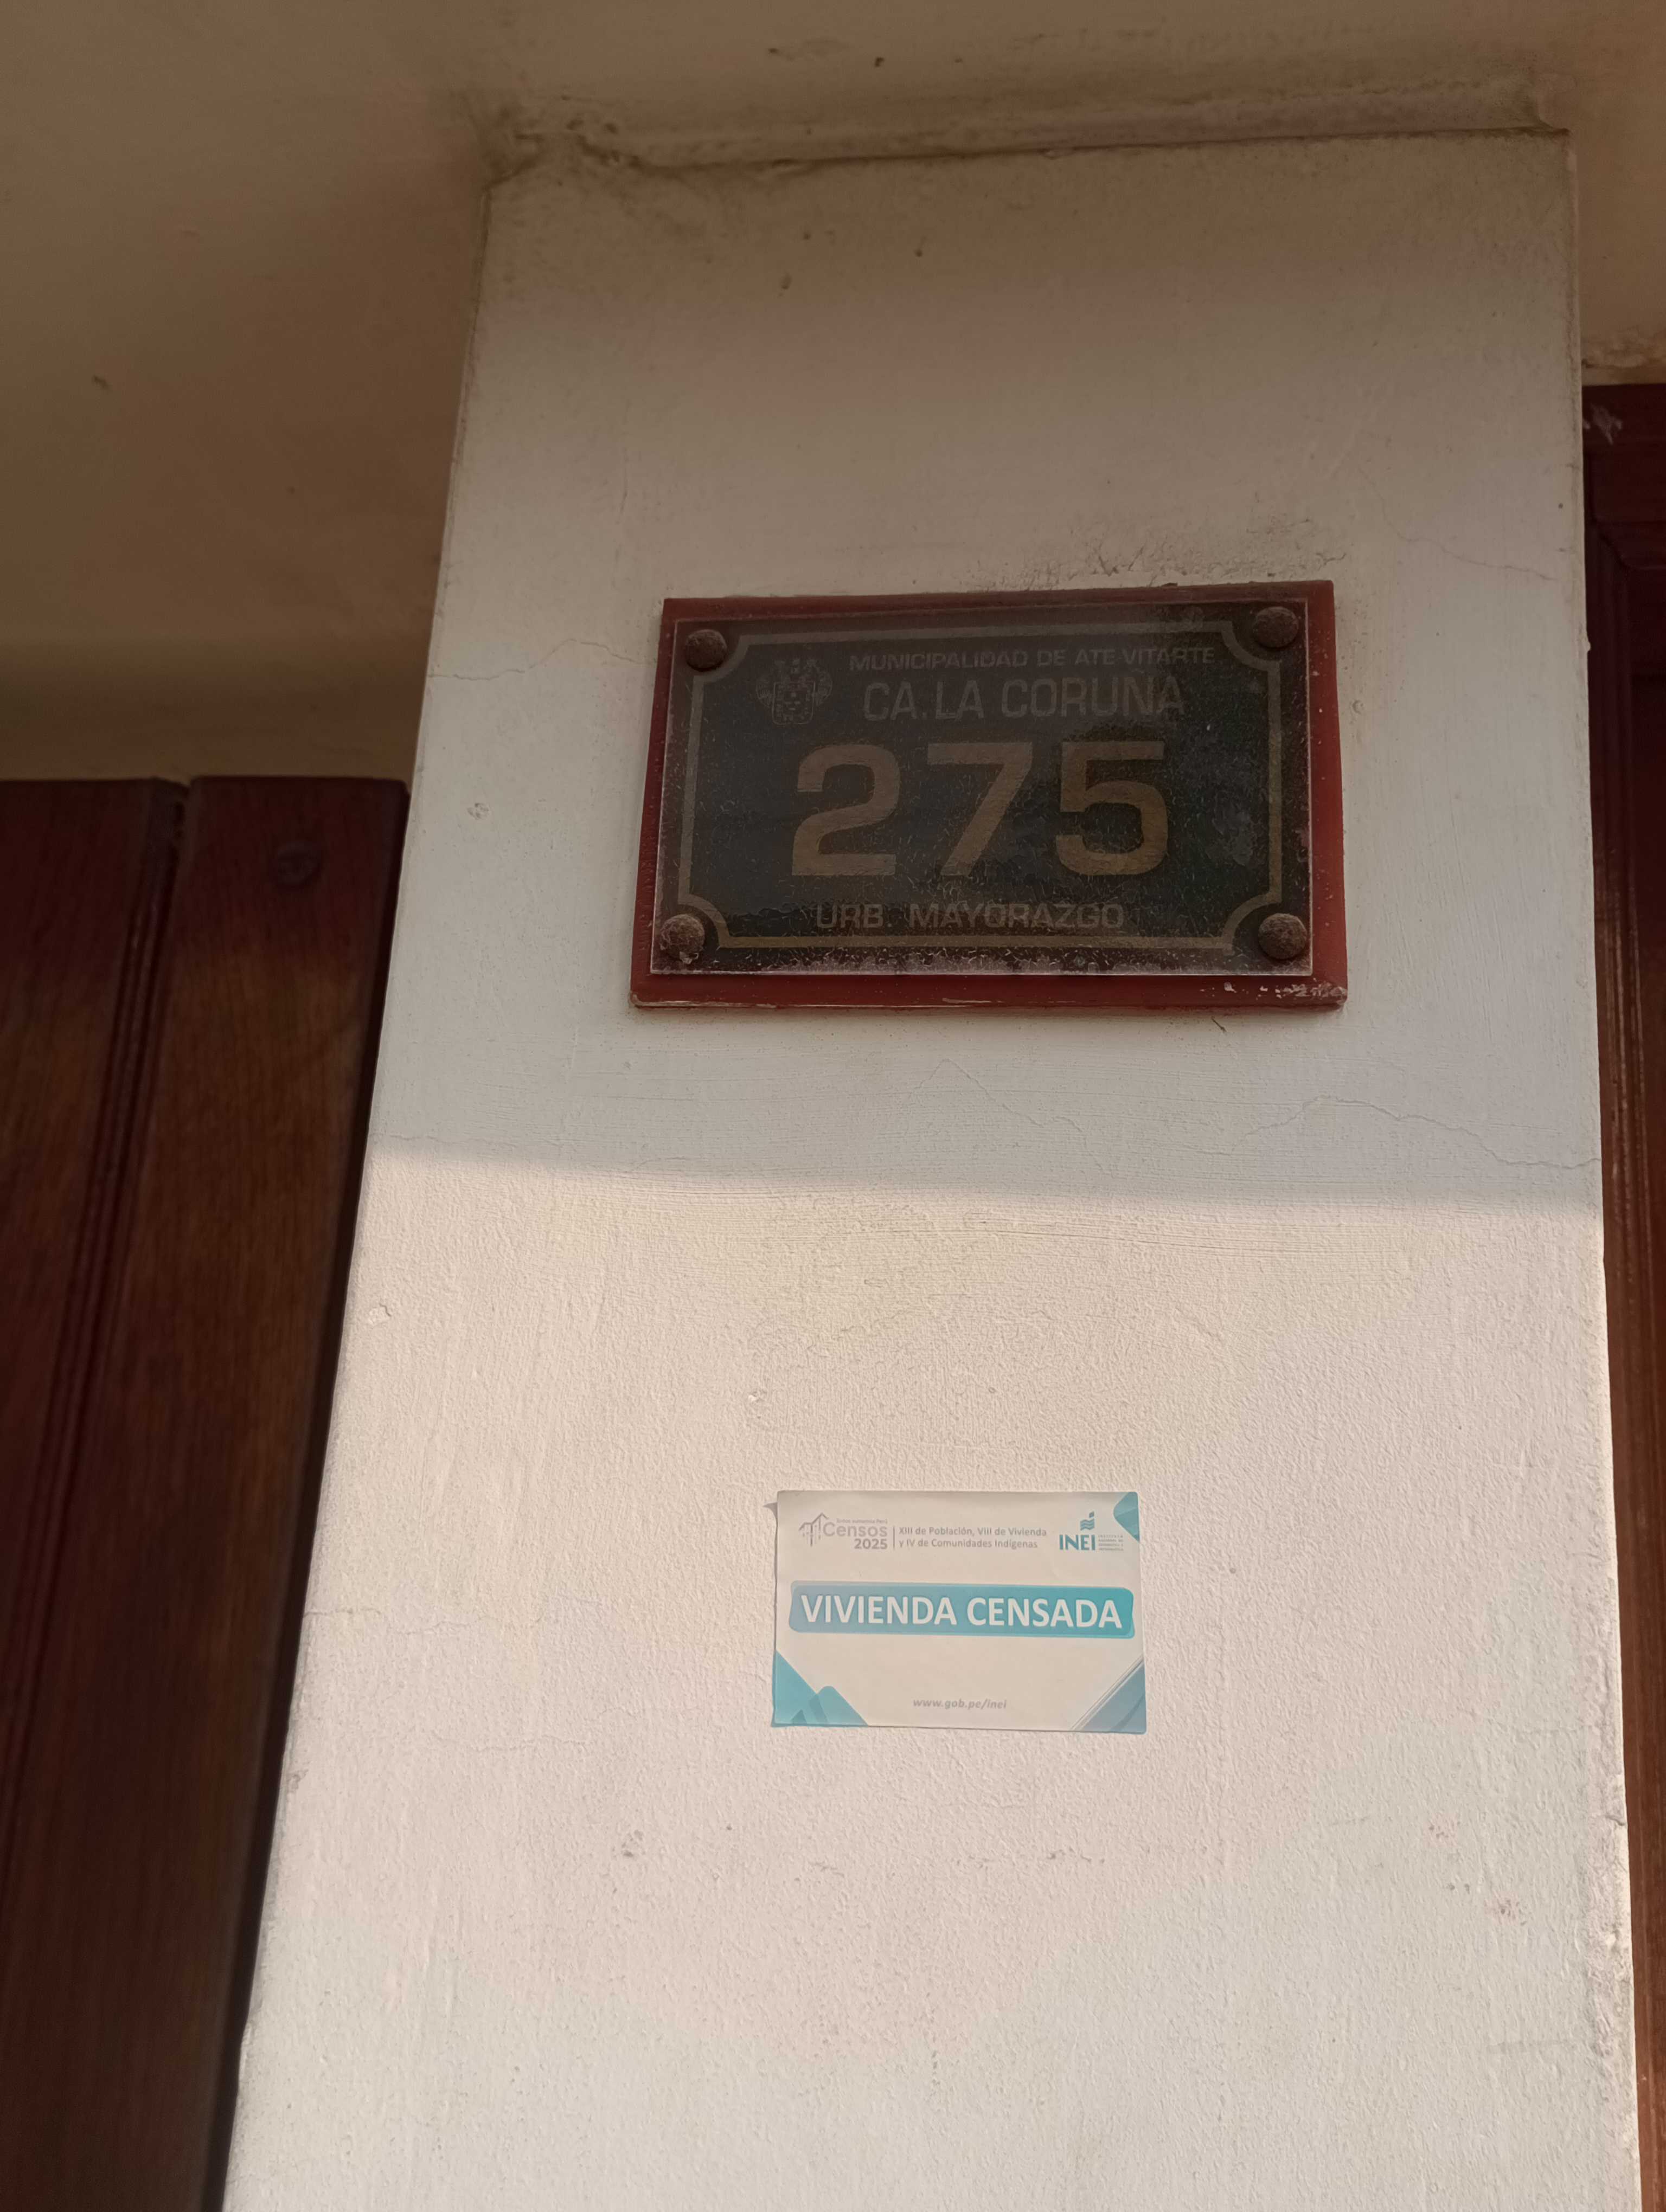 MUNICIPALIDAD DE ATE VITARTE
CA. LA CORUNA
275
URB. MAYORAZGO
Censos
2025
XIII de Población, VIII de Vivienda
y IV de Comunidades Indígenas
INEI
VIVIENDA CENSADA
www.gob.pe/inei